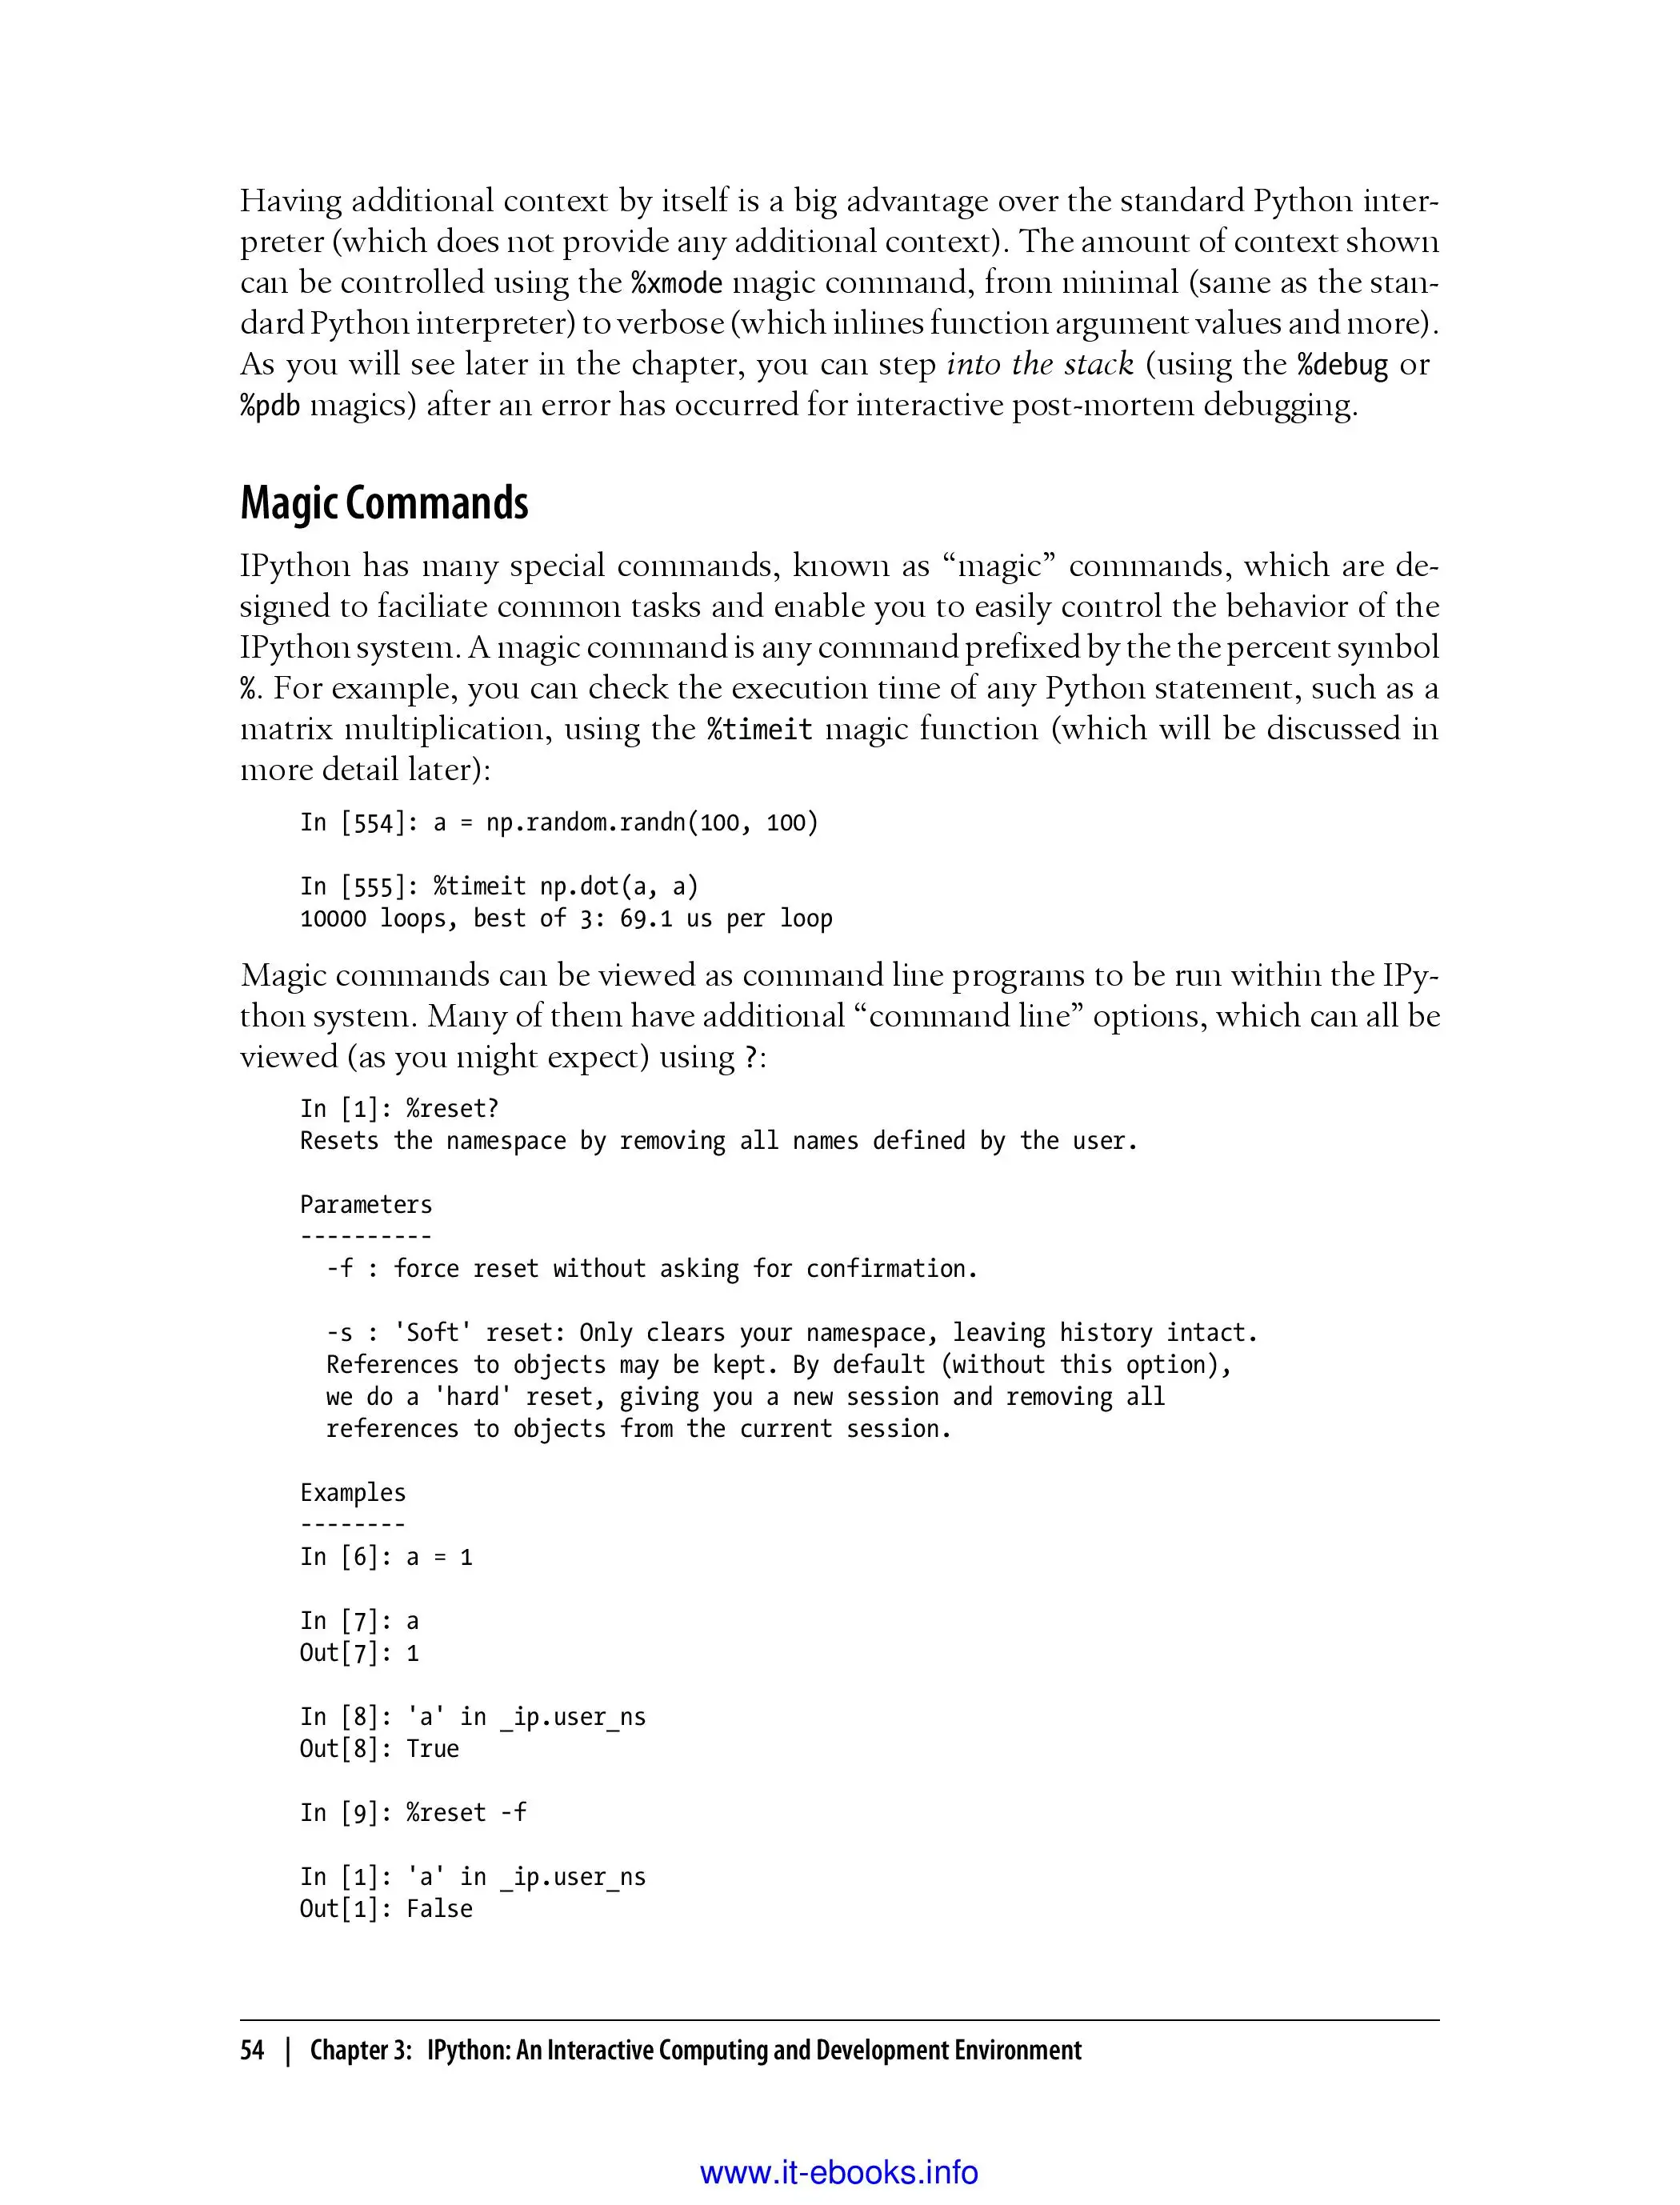 Having additional context by itself is a big advantage over the standard Python inter-
preter (which does not provide any additional context). The amount of context shown
can be controlled using the %xmode magic command, from minimal (same as the stan-
dard Python interpreter) to verbose (which inlines function argument values and more).
As you will see later in the chapter, you can step into the stack (using the %debug or
%pdb magics) after an error has occurred for interactive post-mortem debugging.
Magic Commands
IPython has many special commands, known as “magic” commands, which are de-
signed to faciliate common tasks and enable you to easily control the behavior of the
IPython system. A magic command is any command prefixed by the the percent symbol
%. For example, you can check the execution time of any Python statement, such as a
matrix multiplication, using the %timeit magic function (which will be discussed in
more detail later):
In [554]: a = np.random.randn(100, 100)
In [555]: %timeit np.dot(a, a)
10000 loops, best of 3: 69.1 us per loop
Magic commands can be viewed as command line programs to be run within the IPy-
thon system. Many of them have additional “command line” options, which can all be
viewed (as you might expect) using ?:
In [1]: %reset?
Resets the namespace by removing all names defined by the user.
Parameters
----------
-f : force reset without asking for confirmation.
-s : 'Soft' reset: Only clears your namespace, leaving history intact.
References to objects may be kept. By default (without this option),
we do a 'hard' reset, giving you a new session and removing all
references to objects from the current session.
Examples
--------
In [6]: a = 1
In [7]: a
Out[7]: 1
In [8]: 'a' in _ip.user_ns
Out[8]: True
In [9]: %reset -f
In [1]: 'a' in _ip.user_ns
Out[1]: False
54 | Chapter 3: IPython: An Interactive Computing and Development Environment
www.it-ebooks.info